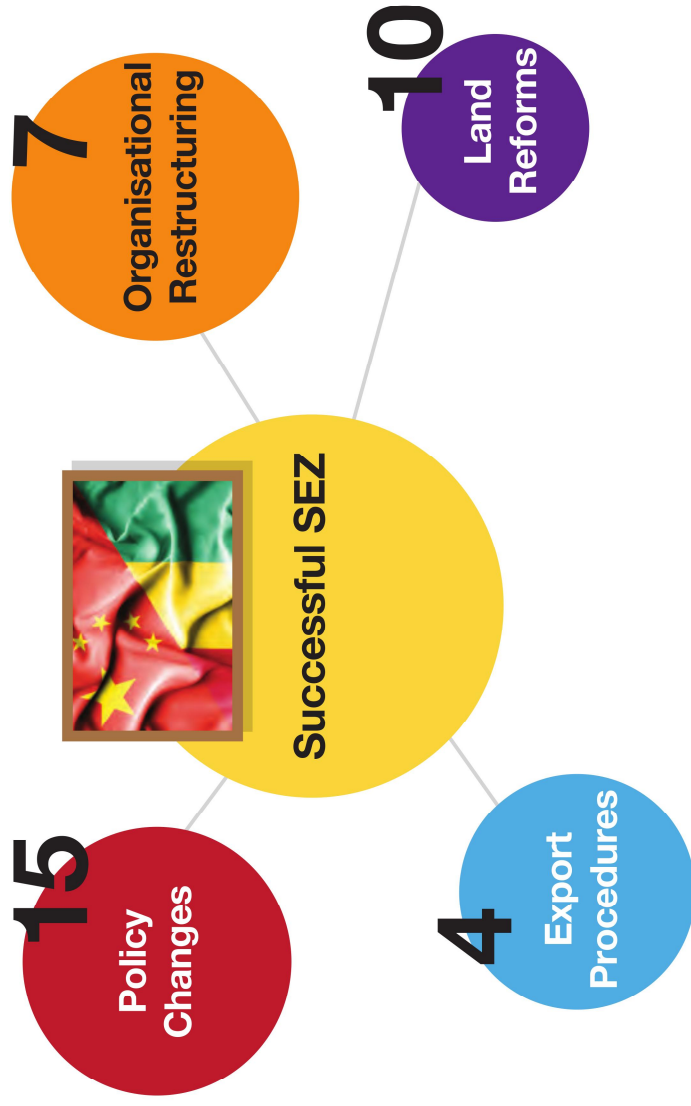 15
Policy
Changes
7
Organisational
Restructuring
Successful SEZ
4
Export
Procedures
10
Land
Reforms